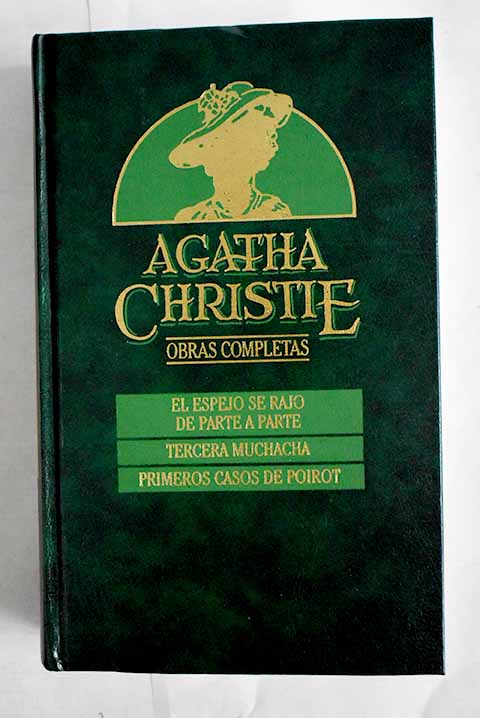 AGATHA
CHRISTIE
OBRAS COMPLETAS
EL ESPEJO SE RAJO
DE PARTE A PARTE
TERCERA MUCHACHA
PRIMEROS CASOS DE POIROT